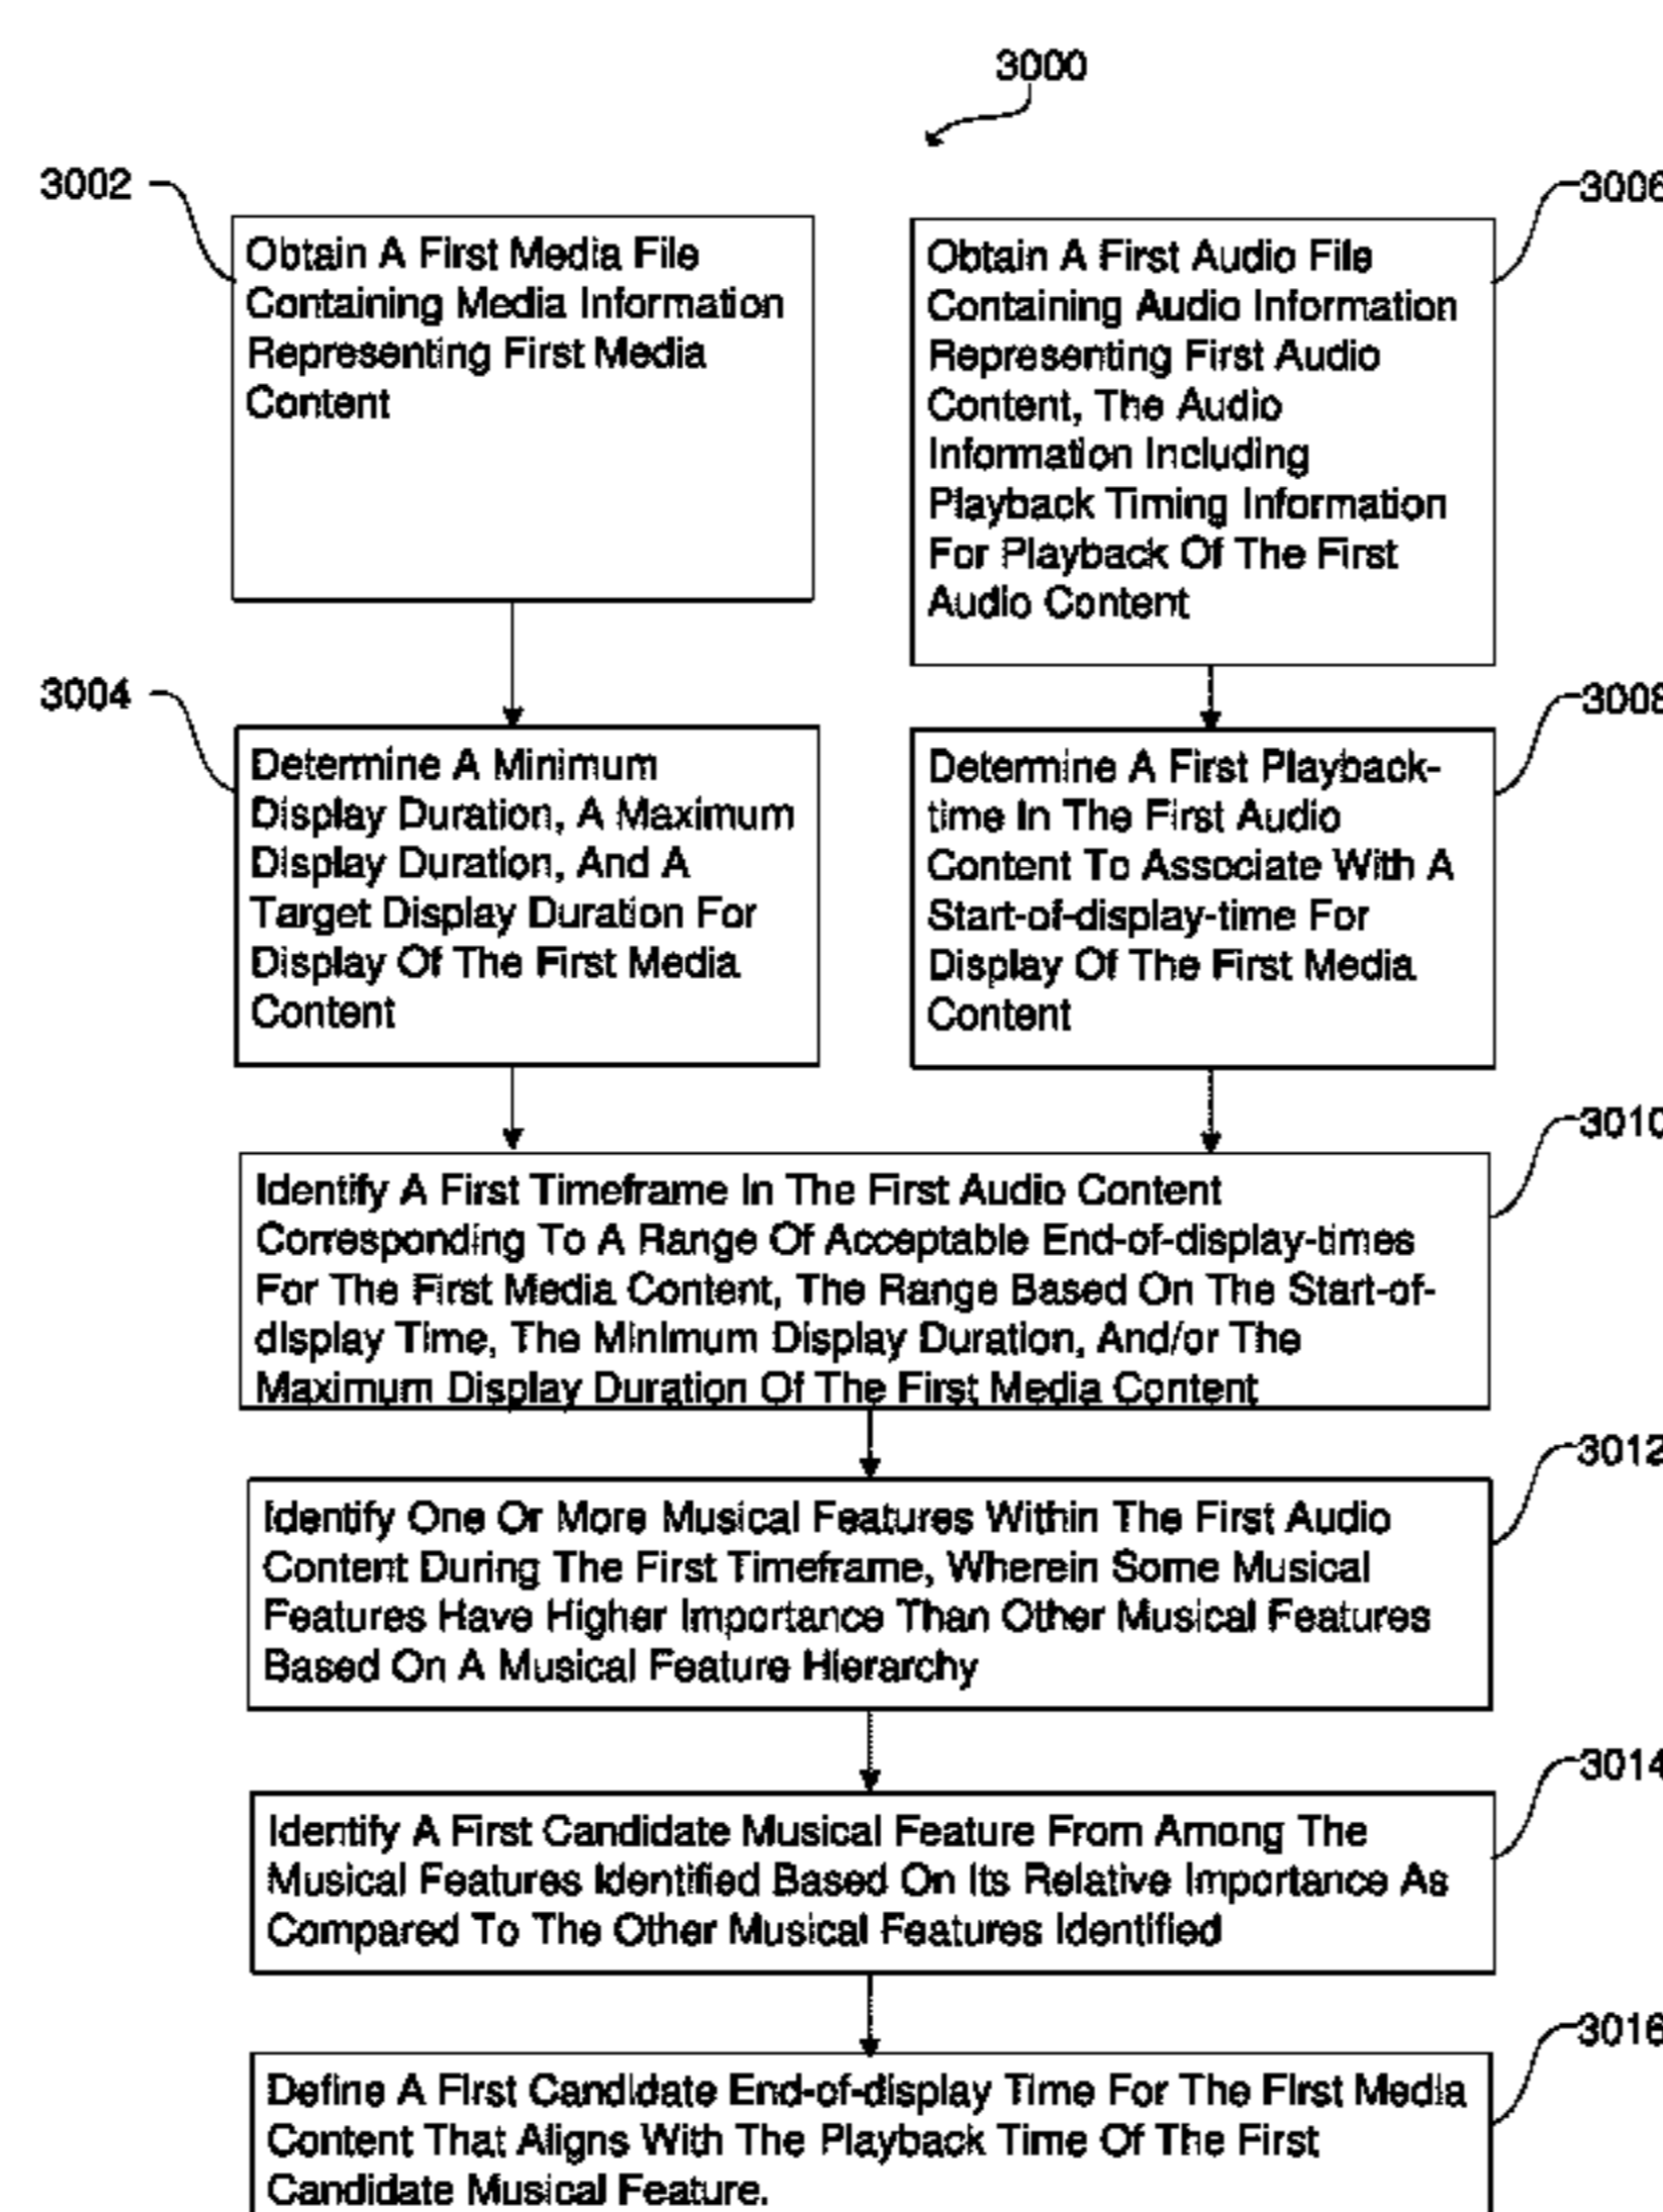 3000
3002
Obtain A First Media File
Containing Media Information
Representing First Media
Content
3006
Obtain A First Audio File
Containing Audio Information
Representing First Audio
Content, The Audio
Information Including
Playback Timing Information
For Playback Of The First
Audio Content
3004
Determine A Minimum
Display Duration, A Maximum
Display Duration, And A
Target Display Duration For
Display Of The First Media
Content
3008
Determine A First Playback-
time In The First Audio
Content To Associate With A
Start-of-display-time For
Display Of The First Media
Content
3010
Identify A First Timeframe In The First Audio Content
Corresponding To A Range Of Acceptable End-of-display-times
For The First Media Content, The Range Based On The Start-of-
display Time, The Minimum Display Duration, And/or The
Maximum Display Duration Of The First Media Content
3012
Identify One Or More Musical Features Within The First Audio
Content During The First Timeframe, Wherein Some Musical
Features Have Higher Importance Than Other Musical Features
Based On A Musical Feature Hierarchy
3014
Identify A First Candidate Musical Feature From Among The
Musical Features Identified Based On Its Relative Importance As
Compared To The Other Musical Features Identified
3016
Define A First Candidate End-of-display Time For The First Media
Content That Aligns With The Playback Time Of The First
Candidate Musical Feature.